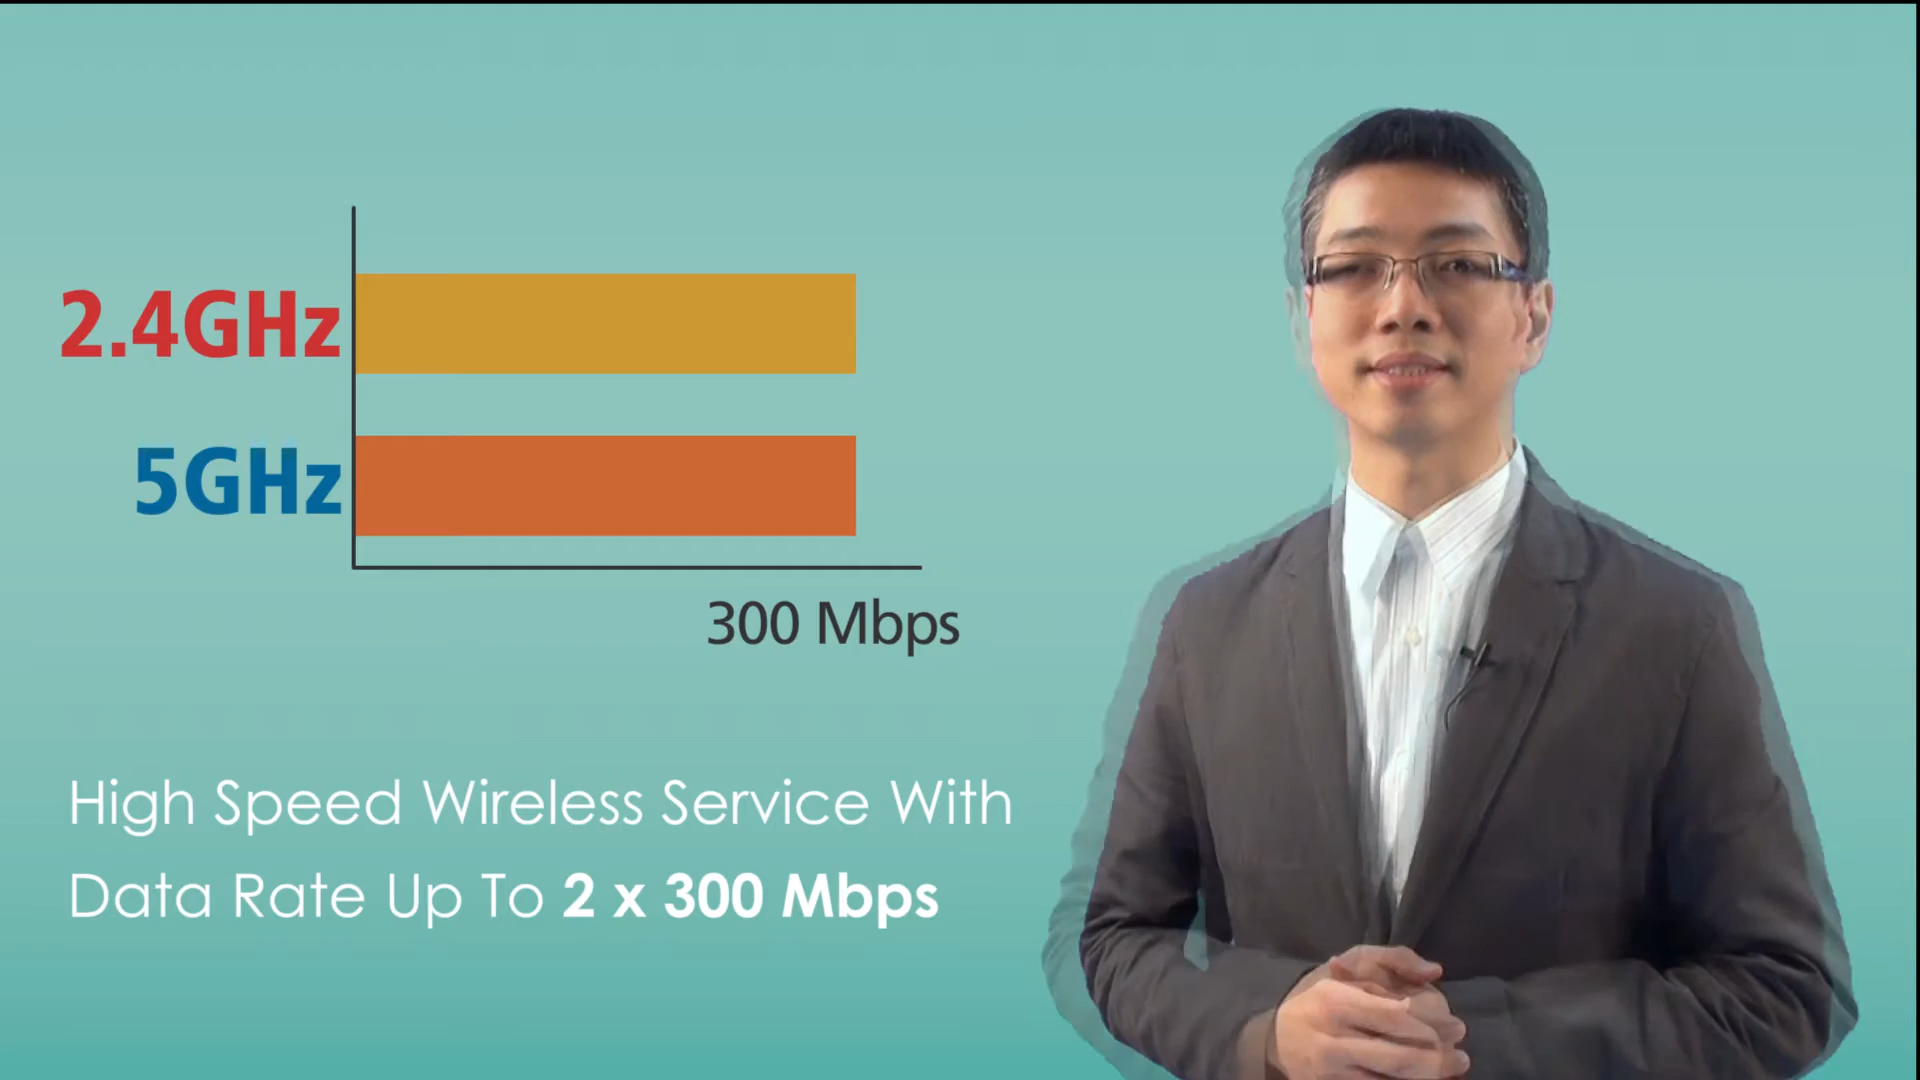 2.4GHz
5GHz
300 Mbps
High Speed Wireless Service With
Data Rate Up To 2 x 300 Mbps